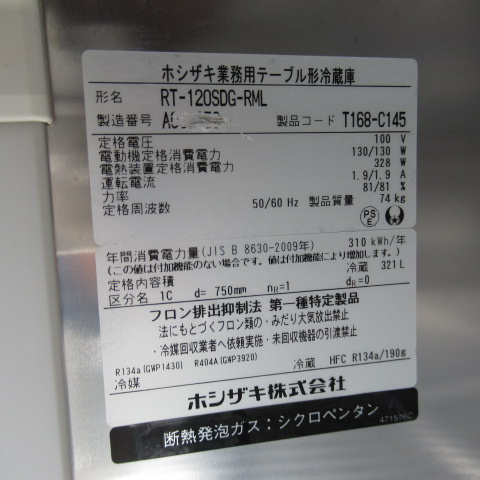 ホシザキ業務用テーブル形冷蔵庫
形名 RT-120SDG-RML
製造番号 製品コード T168-C145
定格電圧 100 V
電動機定格消費電力 130/130 W
電熱装置定格消費電力 328 W
運転電流 1.9/1.9 A
力率 81/81 %
定格周波数 50/60 Hz 製品質量 74 kg
PS E
年間消費電力量(JIS B 8630-2009年) 310 kWh/年
(この値は付加機能のない場合です。値は付加機能により増加します。)
定格内容積 冷蔵 321 L
区分名 1C d= 750mm nR=1 dR=0
フロン排出抑制法 第一種特定製品
法にもとづくフロン類の・みだり大気放出禁止
・冷媒回収業者へ依頼実施・未回収機器の引渡禁止
R134a(GWP1430) R404A(GWP3920)
冷媒 冷蔵 HFC R134a/190g
ホシザキ株式会社
断熱発泡ガス：シクロペンタン